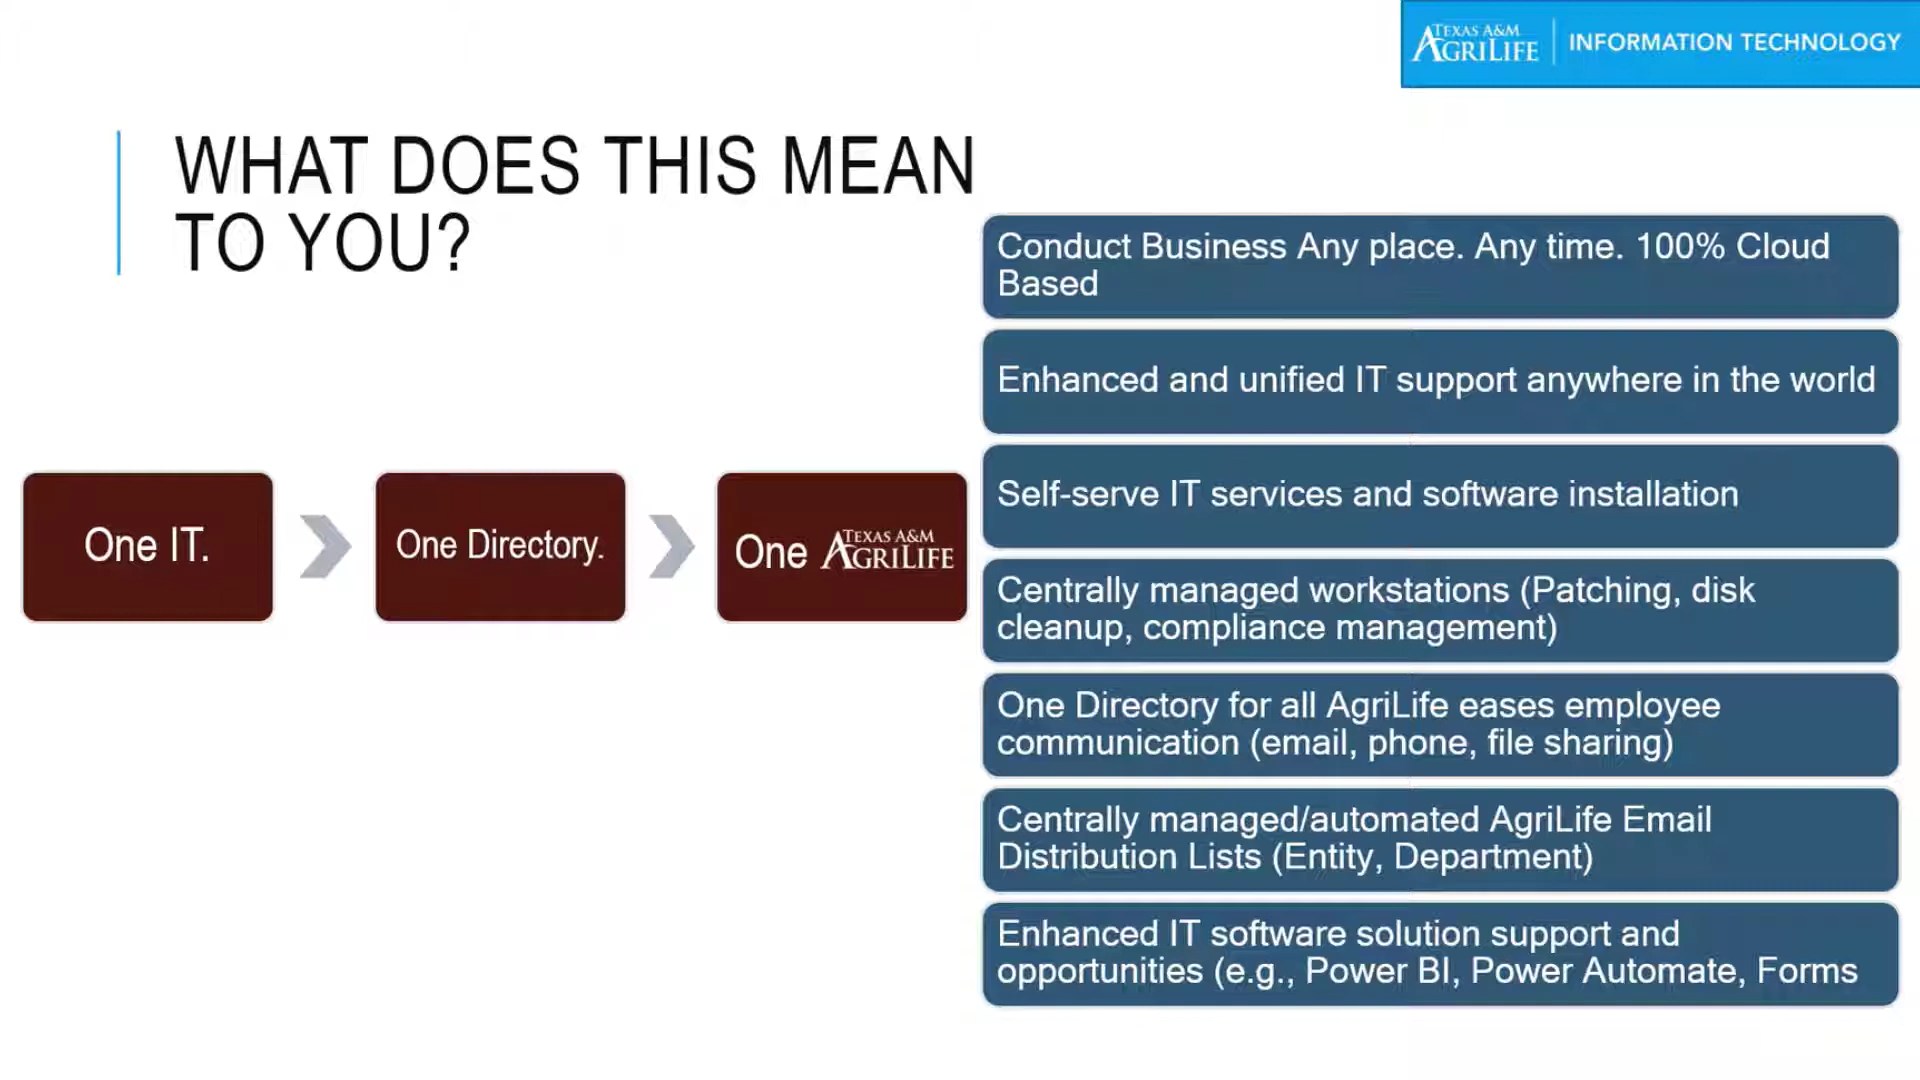 TEXAS A&M
AGRILIFE
INFORMATION TECHNOLOGY
WHAT DOES THIS MEAN
TO YOU?
One IT.
One Directory.
One TEXAS A&M AGRILIFE
Conduct Business Any place. Any time. 100% Cloud
Based
Enhanced and unified IT support anywhere in the world
Self-serve IT services and software installation
Centrally managed workstations (Patching, disk
cleanup, compliance management)
One Directory for all AgriLife eases employee
communication (email, phone, file sharing)
Centrally managed/automated AgriLife Email
Distribution Lists (Entity, Department)
Enhanced IT software solution support and
opportunities (e.g., Power BI, Power Automate, Forms